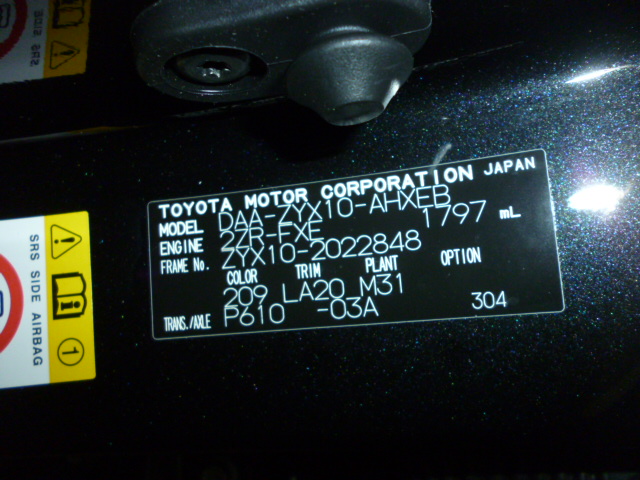 TOYOTA MOTOR CORPORATION JAPAN
MODEL DAA-ZYX10-AHXEB
ENGINE 2ZR-FXE 1797 mL
FRAME No. ZYX10-2022848
COLOR TRIM PLANT OPTION
209 LA20 M31
TRANS./AXLE P610 -03A 304
SRS SIDE AIRBAG
1